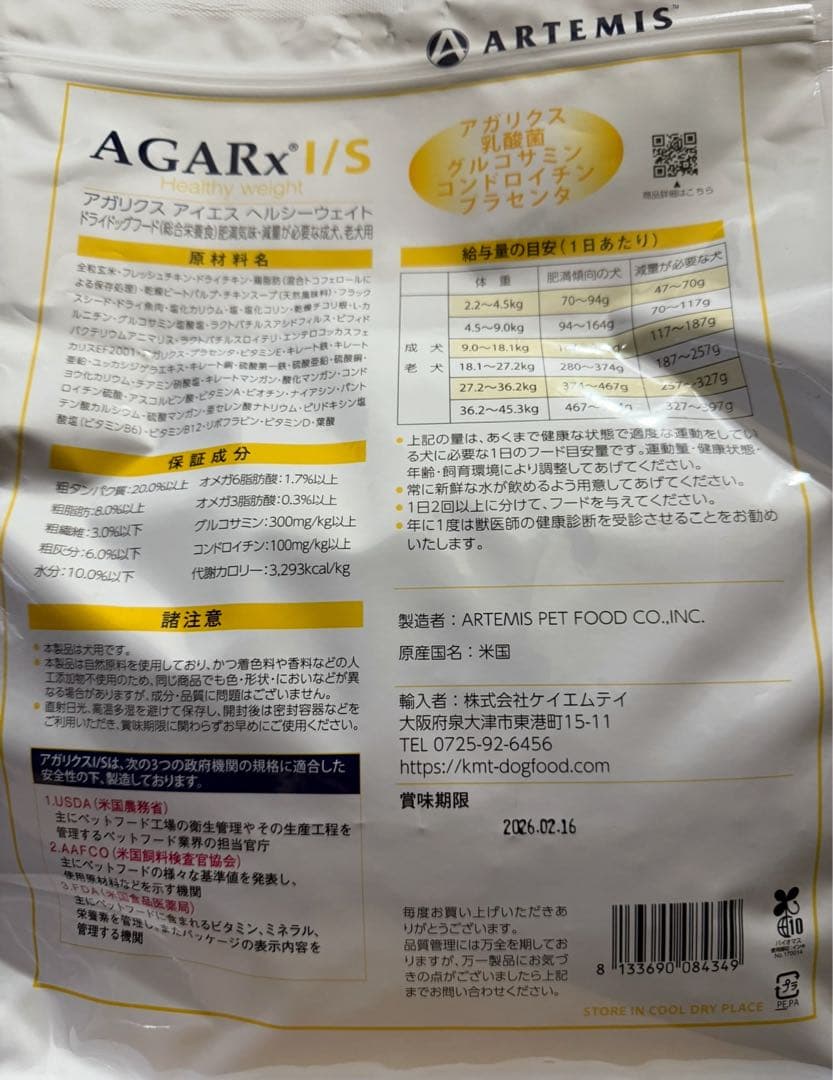 ARTEMIS™
AGARx® I/S
Healthy weight
アガリクス アイエス ヘルシーウェイト
ドライドッグフード(総合栄養食)肥満気味・減量が必要な成犬、老犬用
アガリクス
乳酸菌
グルコサミン
コンドロイチン
プラセンタ
商品詳細はこちら
原材料名
全粒玄米・フレッシュチキン・ドライチキン・鶏脂肪(混合トコフェロールに
よる保存処理)・乾燥ビートパルプ・チキンスープ(天然風味料)・フラック
スシード・ドライ魚肉・塩化カリウム・塩・塩化コリン・乾燥チコリ根・L-カ
ルニチン・グルコサミン塩酸塩・ラクトバチルスアシドフィルス・ビフィド
バクテリウムアニマリス・ラクトバチルスロイテリ・エンテロコッカスフェ
カリスEF2001・アガリクス・プラセンタ・ビタミンE・キレート鉄・キレート
亜鉛・ユッカシジゲラエキス・キレート銅・硫酸第一鉄・硫酸亜鉛・硫酸銅・
ヨウ化カリウム・チアミン硝酸塩・キレートマンガン・酸化マンガン・コンド
ロイチン硫酸・アスコルビン酸・ビタミンA・ビオチン・ナイアシン・パント
テン酸カルシウム・硫酸マンガン・亜セレン酸ナトリウム・ピリドキシン塩
酸塩(ビタミンB6)・ビタミンB12・リボフラビン・ビタミンD・葉酸
保証成分
粗タンパク質:20.0%以上 オメガ6脂肪酸:1.7%以上
粗脂肪:8.0%以上 オメガ3脂肪酸:0.3%以上
粗繊維:3.0%以下 グルコサミン:300mg/kg以上
粗灰分:6.0%以下 コンドロイチン:100mg/kg以上
水分:10.0%以下 代謝カロリー:3,293kcal/kg
諸注意
● 本製品は犬用です。
● 本製品は自然原料を使用しており、かつ着色料や香料などの人
工添加物不使用のため、同じ商品でも色・形状・においなどが異
なる場合がありますが、成分・品質に問題はございません。
● 直射日光、高温多湿を避けて保存し、開封後は密封容器などを
ご利用いただき、賞味期限に関わらずお早めにご使用ください。
アガリクスI/Sは、次の3つの政府機関の規格に適合した
安全性の下、製造しております。
1.USDA(米国農務省)
主にペットフード工場の衛生管理やその生産工程を
管理するペットフード業界の担当官庁
2.AAFCO(米国飼料検査官協会)
主にペットフードの様々な基準値を発表し、
使用原材料などを示す機関
3.FDA(米国食品医薬局)
主にペットフードに含まれるビタミン、ミネラル、
栄養素を管理し、またパッケージの表示内容を
管理する機関
給与量の目安(1日あたり)
体 重 肥満傾向の犬 減量が必要な犬
成 犬
老 犬
2.2〜4.5kg 70〜94g 47〜70g
4.5〜9.0kg 94〜164g 70〜117g
9.0〜18.1kg 117〜187g
18.1〜27.2kg 280〜374g 187〜257g
27.2〜36.2kg 374〜467g 257〜327g
36.2〜45.3kg 467〜 327〜397g
● 上記の量は、あくまで健康な状態で適度な運動をしてい
る犬に必要な1日のフード目安量です。運動量・健康状態・
年齢・飼育環境により調整してあげてください。
● 常に新鮮な水が飲めるよう用意してあげてください。
● 1日2回以上に分けて、フードを与えてください。
● 年に1度は獣医師の健康診断を受診させることをお勧め
いたします。
製造者:ARTEMIS PET FOOD CO.,INC.
原産国名:米国
輸入者:株式会社ケイエムテイ
大阪府泉大津市東港町15-11
TEL 0725-92-6456
https://kmt-dogfood.com
賞味期限
2026.02.16
毎度お買い上げいただきあ
りがとうございます。
品質管理には万全を期してお
りますが、万一製品にお気づ
きの点がございましたら上記
までお問い合わせください。
8 133690 084349
10
バイオマス
No.170014
プラ
PE,PA
STORE IN COOL DRY PLACE